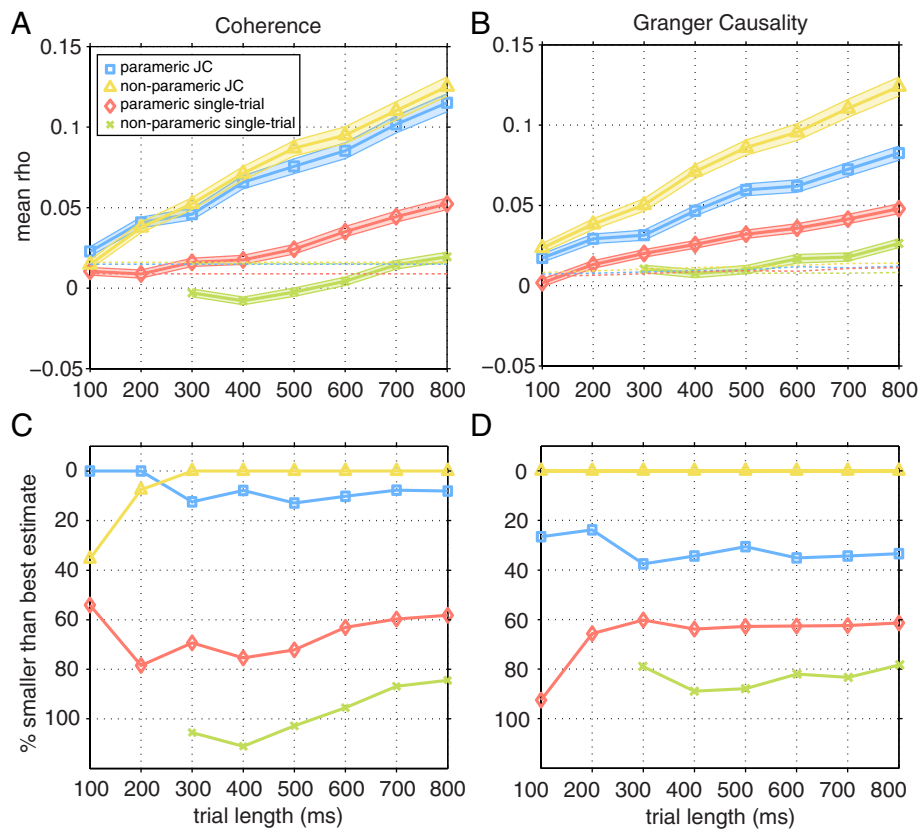 A
Coherence
B
Granger Causality
0.15
0.1
0.05
0
−0.05
mean rho
parameric JC
non-parameric JC
parameric single-trial
non-parameric single-trial
100 200 300 400 500 600 700 800
0.15
0.1
0.05
0
−0.05
100 200 300 400 500 600 700 800
C
D
0
20
40
60
80
100
% smaller than best estimate
100 200 300 400 500 600 700 800
trial length (ms)
0
20
40
60
80
100
100 200 300 400 500 600 700 800
trial length (ms)